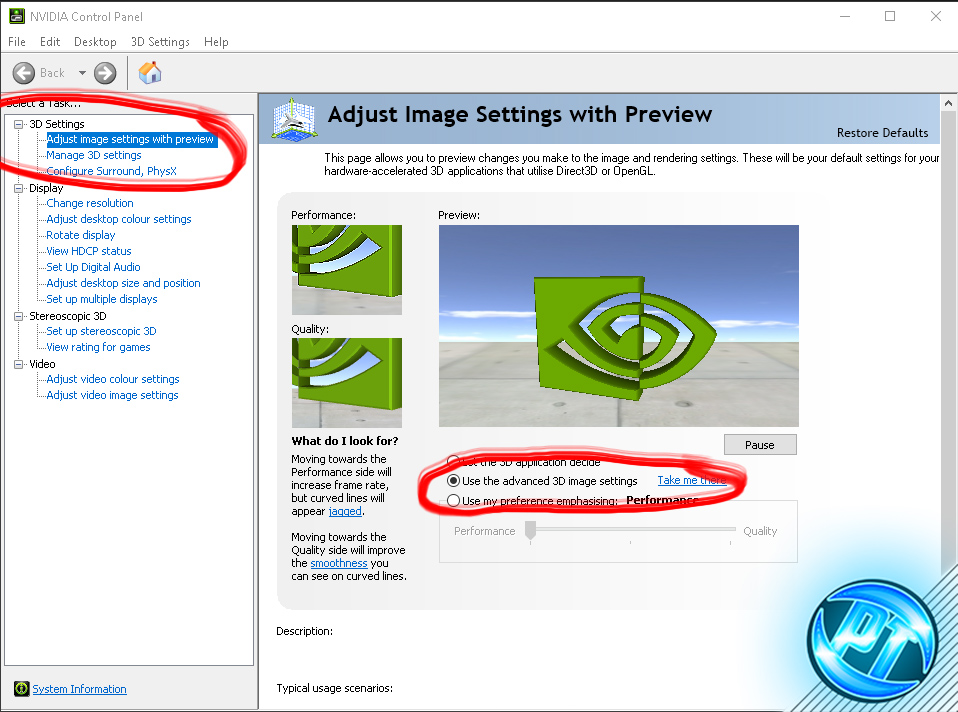 NVIDIA Control Panel
File Edit Desktop 3D Settings Help
Back
Select a Task...
3D Settings
Adjust image settings with preview
Manage 3D settings
Configure Surround, PhysX
Display
Change resolution
Adjust desktop colour settings
Rotate display
View HDCP status
Set Up Digital Audio
Adjust desktop size and position
Set up multiple displays
Stereoscopic 3D
Set up stereoscopic 3D
View rating for games
Video
Adjust video colour settings
Adjust video image settings
System Information
Adjust Image Settings with Preview
Restore Defaults
This page allows you to preview changes you make to the image and rendering settings. These will be your default settings for your
hardware-accelerated 3D applications that utilise Direct3D or OpenGL.
Performance:
Quality:
What do I look for?
Moving towards the
Performance side will
increase frame rate,
but curved lines will
appear jagged.
Moving towards the
Quality side will improve
the smoothness you
can see on curved lines.
Preview:
Pause
Let the 3D application decide
Use the advanced 3D image settings Take me there
Use my preference emphasising: Performance
Performance Quality
Description:
Typical usage scenarios:
PT